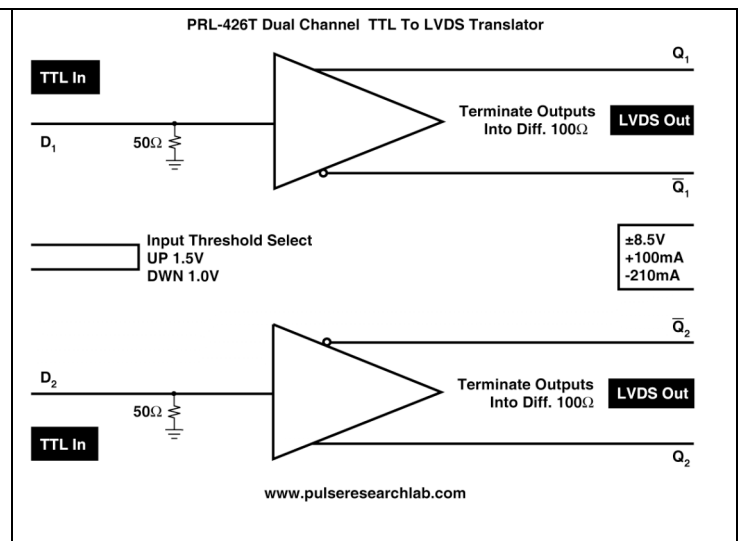 PRL-426T Dual Channel TTL To LVDS Translator
Q₁
TTL In
Terminate Outputs
Into Diff. 100Ω
LVDS Out
D₁
50Ω
Q̅₁
Input Threshold Select
UP 1.5V
DWN 1.0V
±8.5V
+100mA
-210mA
Q̅₂
D₂
Terminate Outputs
Into Diff. 100Ω
LVDS Out
50Ω
TTL In
Q₂
www.pulseresearchlab.com